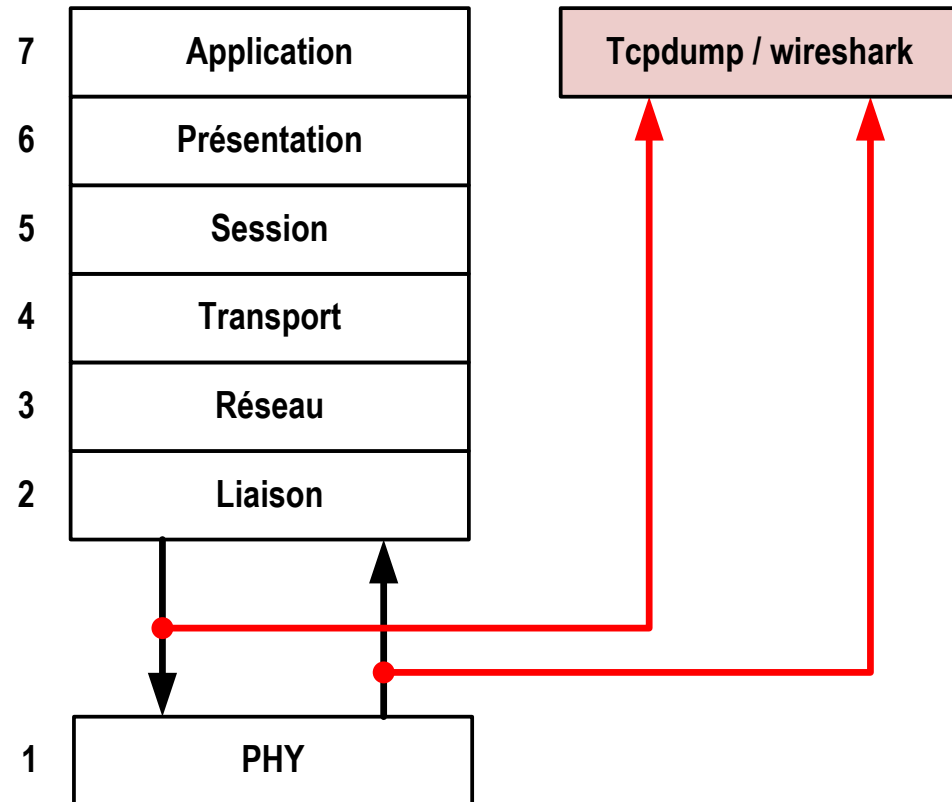 7 Application
Tcpdump / wireshark
6 Présentation
5 Session
4 Transport
3 Réseau
2 Liaison
1 PHY